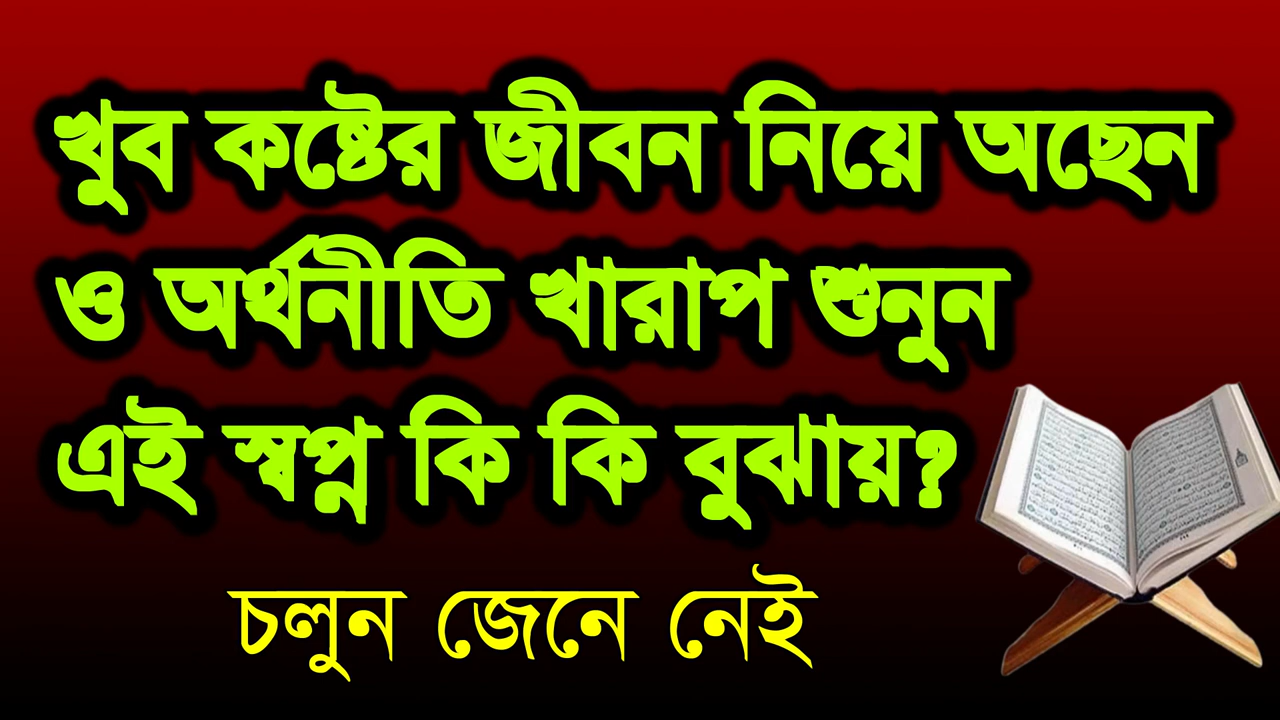 খুব কষ্টের জীবন নিয়ে অছেন
ও অর্থনীতি খারাপ শুনুন
এই স্বপ্ন কি কি বুঝায়?
চলুন জেনে নেই